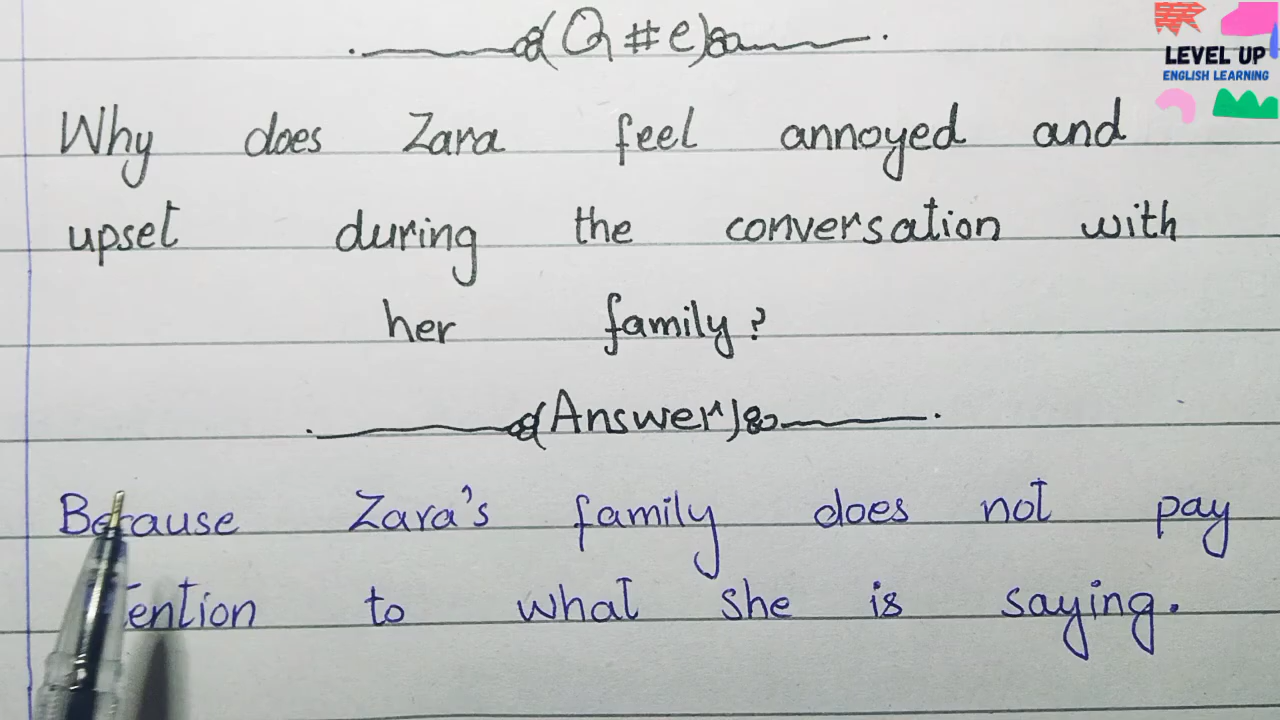 (Q#e)
LEVEL UP
ENGLISH LEARNING
Why does Zara feel annoyed and
upset during the conversation with
her family?
(Answer)
Because Zara's family does not pay
to what she is saying.